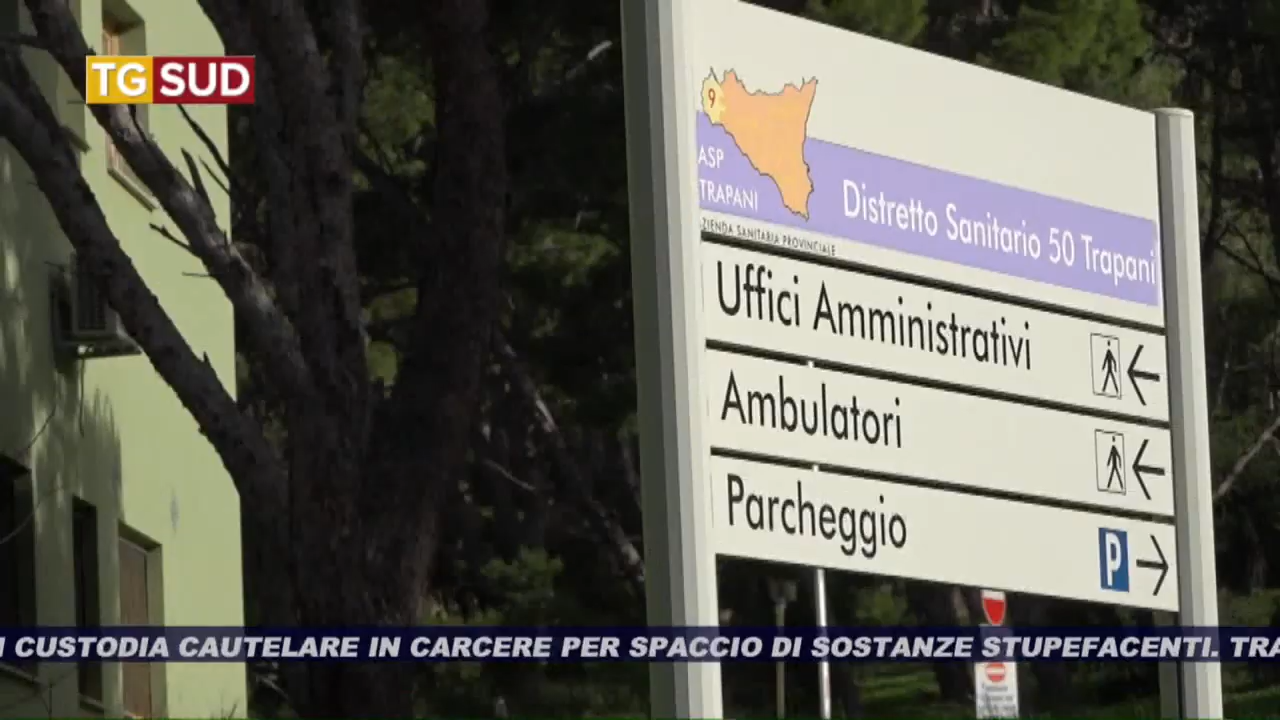 TG SUD
9
ASP
TRAPANI
Distretto Sanitario 50 Trapani
ZIENDA SANITARIA PROVINCIALE
Uffici Amministrativi
Ambulatori
Parcheggio
P
CUSTODIA CAUTELARE IN CARCERE PER SPACCIO DI SOSTANZE STUPEFACENTI. TRA